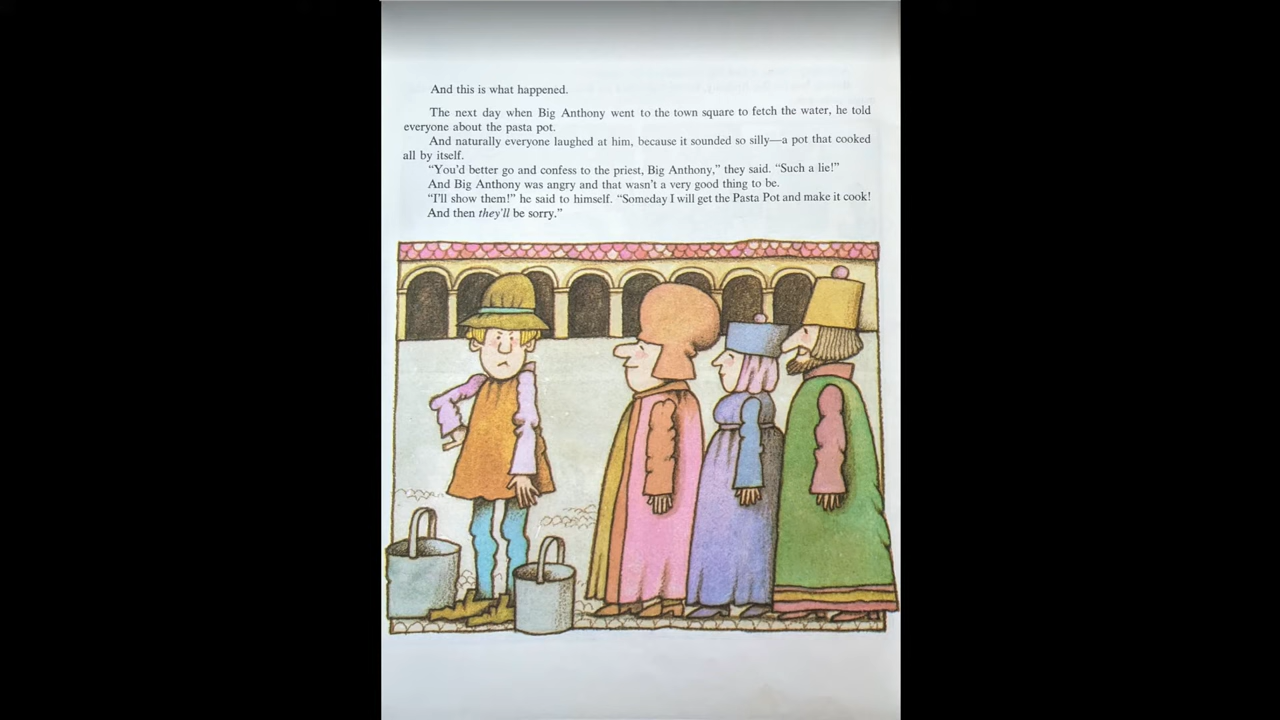 And this is what happened.
The next day when Big Anthony went to the town square to fetch the water, he told
everyone about the pasta pot.
And naturally everyone laughed at him, because it sounded so silly—a pot that cooked
all by itself.
“You’d better go and confess to the priest, Big Anthony,” they said. “Such a lie!”
And Big Anthony was angry and that wasn’t a very good thing to be.
“I’ll show them!” he said to himself. “Someday I will get the Pasta Pot and make it cook!
And then they’ll be sorry.”